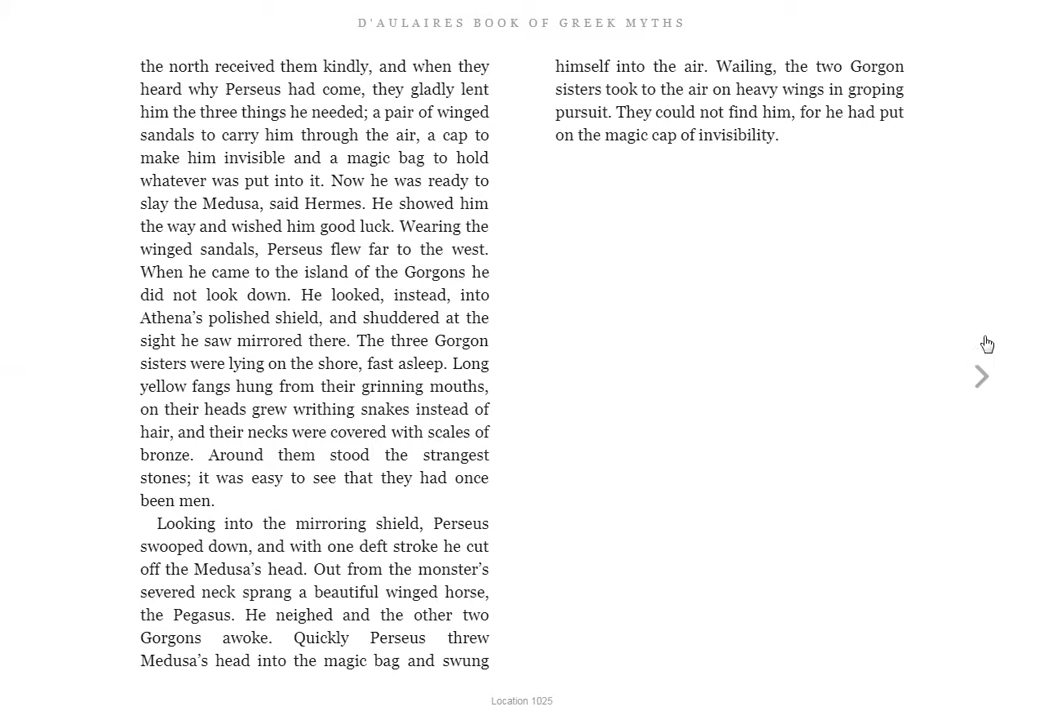 D'AULAIRES BOOK OF GREEK MYTHS
the north received them kindly, and when they
heard why Perseus had come, they gladly lent
him the three things he needed; a pair of winged
sandals to carry him through the air, a cap to
make him invisible and a magic bag to hold
whatever was put into it. Now he was ready to
slay the Medusa, said Hermes. He showed him
the way and wished him good luck. Wearing the
winged sandals, Perseus flew far to the west.
When he came to the island of the Gorgons he
did not look down. He looked, instead, into
Athena’s polished shield, and shuddered at the
sight he saw mirrored there. The three Gorgon
sisters were lying on the shore, fast asleep. Long
yellow fangs hung from their grinning mouths,
on their heads grew writhing snakes instead of
hair, and their necks were covered with scales of
bronze. Around them stood the strangest
stones; it was easy to see that they had once
been men.
Looking into the mirroring shield, Perseus
swooped down, and with one deft stroke he cut
off the Medusa’s head. Out from the monster’s
severed neck sprang a beautiful winged horse,
the Pegasus. He neighed and the other two
Gorgons awoke. Quickly Perseus threw
Medusa’s head into the magic bag and swung
himself into the air. Wailing, the two Gorgon
sisters took to the air on heavy wings in groping
pursuit. They could not find him, for he had put
on the magic cap of invisibility.
Location 1025